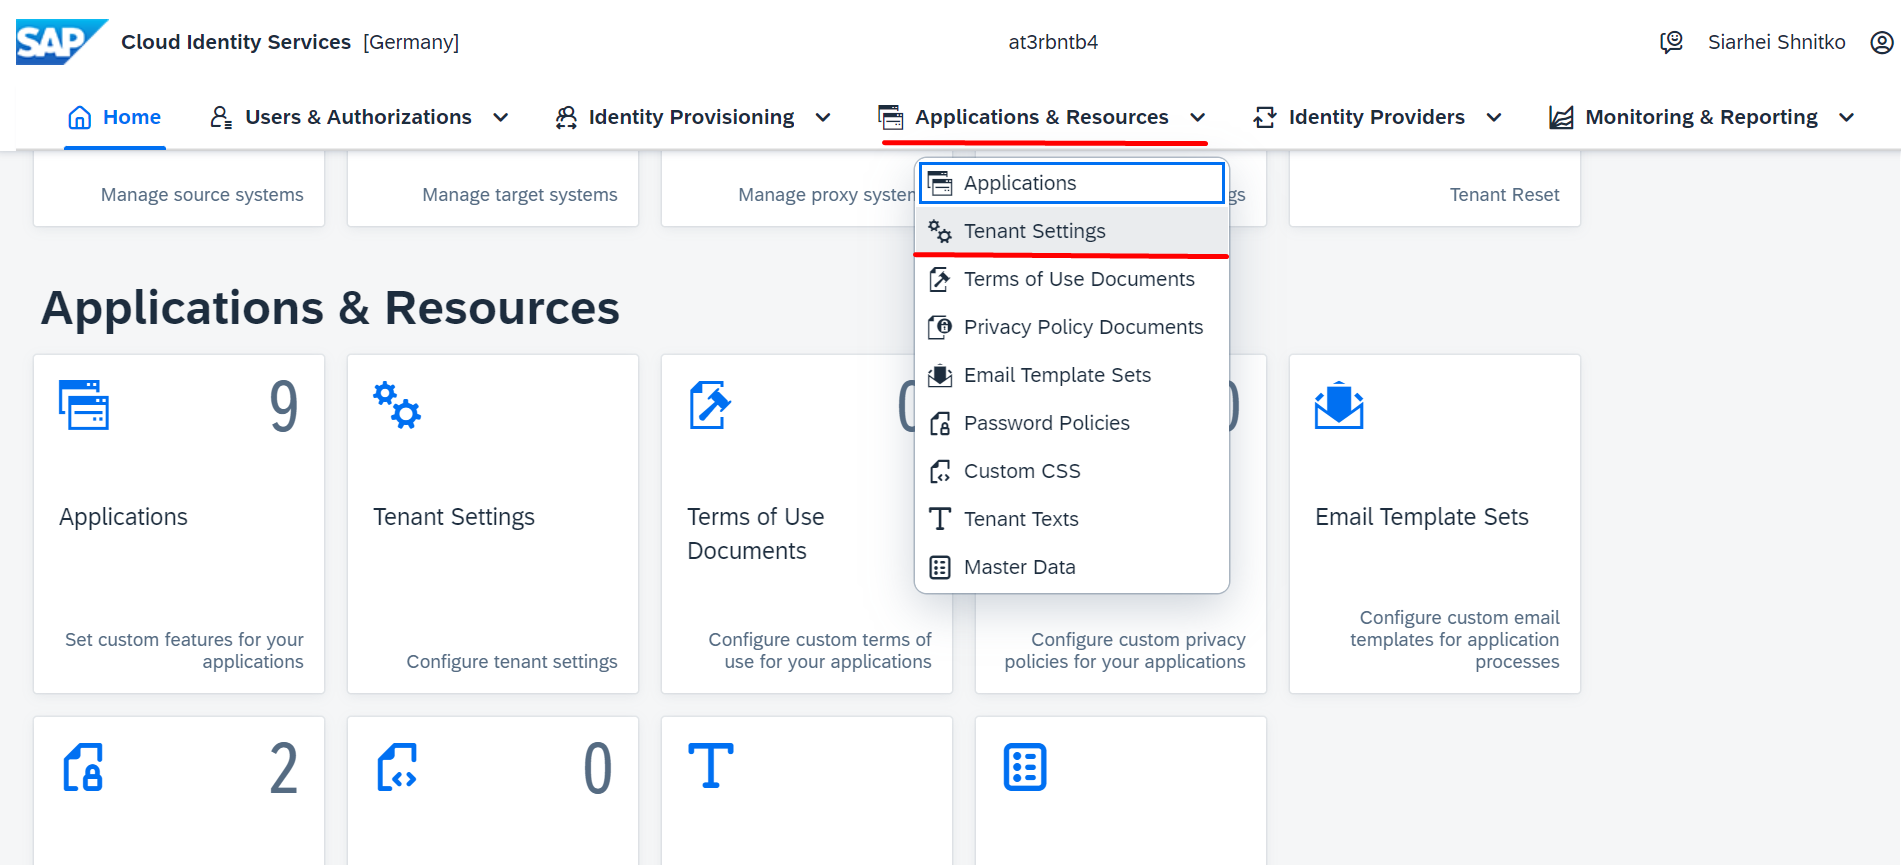 SAP Cloud Identity Services [Germany]
at3rbntb4
Siarhei Shnitko
Home
Users & Authorizations
Identity Provisioning
Applications & Resources
Identity Providers
Monitoring & Reporting
Manage source systems
Manage target systems
Manage proxy
Tenant Reset
Applications
Tenant Settings
Terms of Use Documents
Privacy Policy Documents
Email Template Sets
Password Policies
Custom CSS
Tenant Texts
Master Data
Applications & Resources
9
Applications
Set custom features for your
applications
Tenant Settings
Configure tenant settings
Terms of Use
Documents
Configure custom terms of
use for your applications
Configure custom privacy
policies for your applications
Email Template Sets
Configure custom email
templates for application
processes
2
0